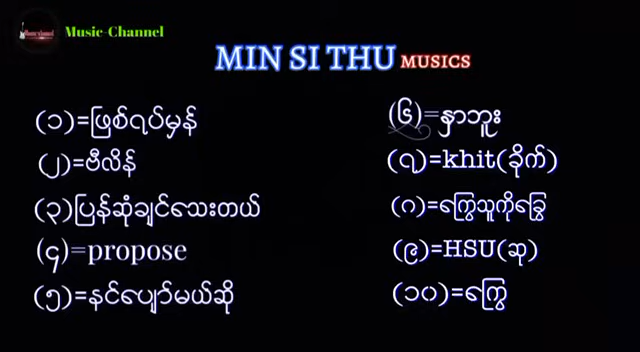 Music-Channel
MIN SI THU MUSICS
(၁)=ဖြစ်ရပ်မှန်
(၂)=ဗီလိန်
(၃)ပြန်ဆုံချင်သေးတယ်
(၄)=propose
(၅)=နင်ပျော်မယ်ဆို
(၆)=နှာဘူး
(၇)=khit(ခိုက်)
(၈)=ကြွေသူကိုခြွေ
(၉)=HSU(ဆု)
(၁၀)=ကြွေ